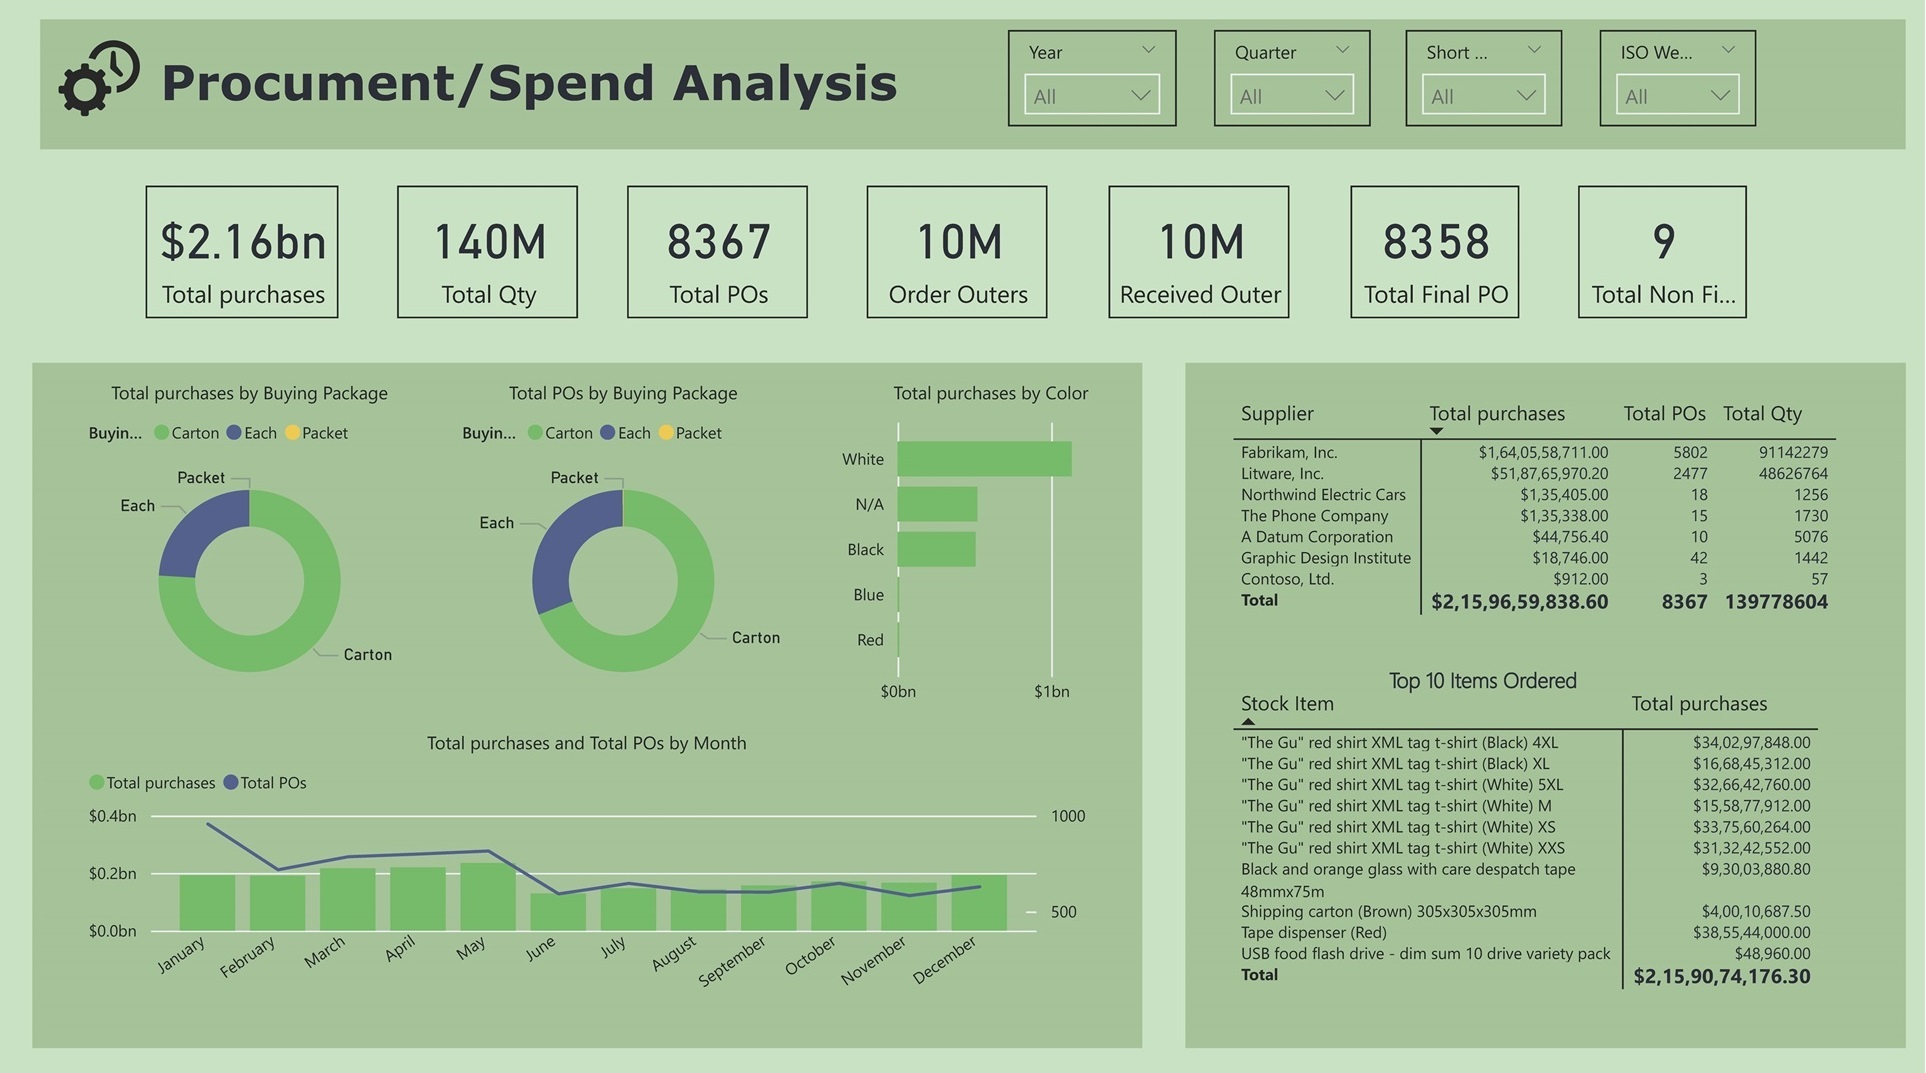 Procument/Spend Analysis
Year
All
Quarter
All
Short ...
All
ISO We...
All
$2.16bn
Total purchases
140M
Total Qty
8367
Total POs
10M
Order Outers
10M
Received Outer
8358
Total Final PO
9
Total Non Fi...
Total purchases by Buying Package
Buyin... Carton Each Packet
Packet
Each
Carton
Total POs by Buying Package
Buyin... Carton Each Packet
Packet
Each
Carton
Total purchases by Color
White
N/A
Black
Blue
Red
$0bn $1bn
Total purchases and Total POs by Month
Total purchases Total POs
$0.4bn
$0.2bn
$0.0bn
1000
500
January February March April May June July August September October November December
Supplier Total purchases Total POs Total Qty
Fabrikam, Inc. $1,64,05,58,711.00 5802 91142279
Litware, Inc. $51,87,65,970.20 2477 48626764
Northwind Electric Cars $1,35,405.00 18 1256
The Phone Company $1,35,338.00 15 1730
A Datum Corporation $44,756.40 10 5076
Graphic Design Institute $18,746.00 42 1442
Contoso, Ltd. $912.00 3 57
Total $2,15,96,59,838.60 8367 139778604
Top 10 Items Ordered
Stock Item Total purchases
"The Gu" red shirt XML tag t-shirt (Black) 4XL $34,02,97,848.00
"The Gu" red shirt XML tag t-shirt (Black) XL $16,68,45,312.00
"The Gu" red shirt XML tag t-shirt (White) 5XL $32,66,42,760.00
"The Gu" red shirt XML tag t-shirt (White) M $15,58,77,912.00
"The Gu" red shirt XML tag t-shirt (White) XS $33,75,60,264.00
"The Gu" red shirt XML tag t-shirt (White) XXS $31,32,42,552.00
Black and orange glass with care despatch tape $9,30,03,880.80
48mmx75m
Shipping carton (Brown) 305x305x305mm $4,00,10,687.50
Tape dispenser (Red) $38,55,44,000.00
USB food flash drive - dim sum 10 drive variety pack $48,960.00
Total $2,15,90,74,176.30